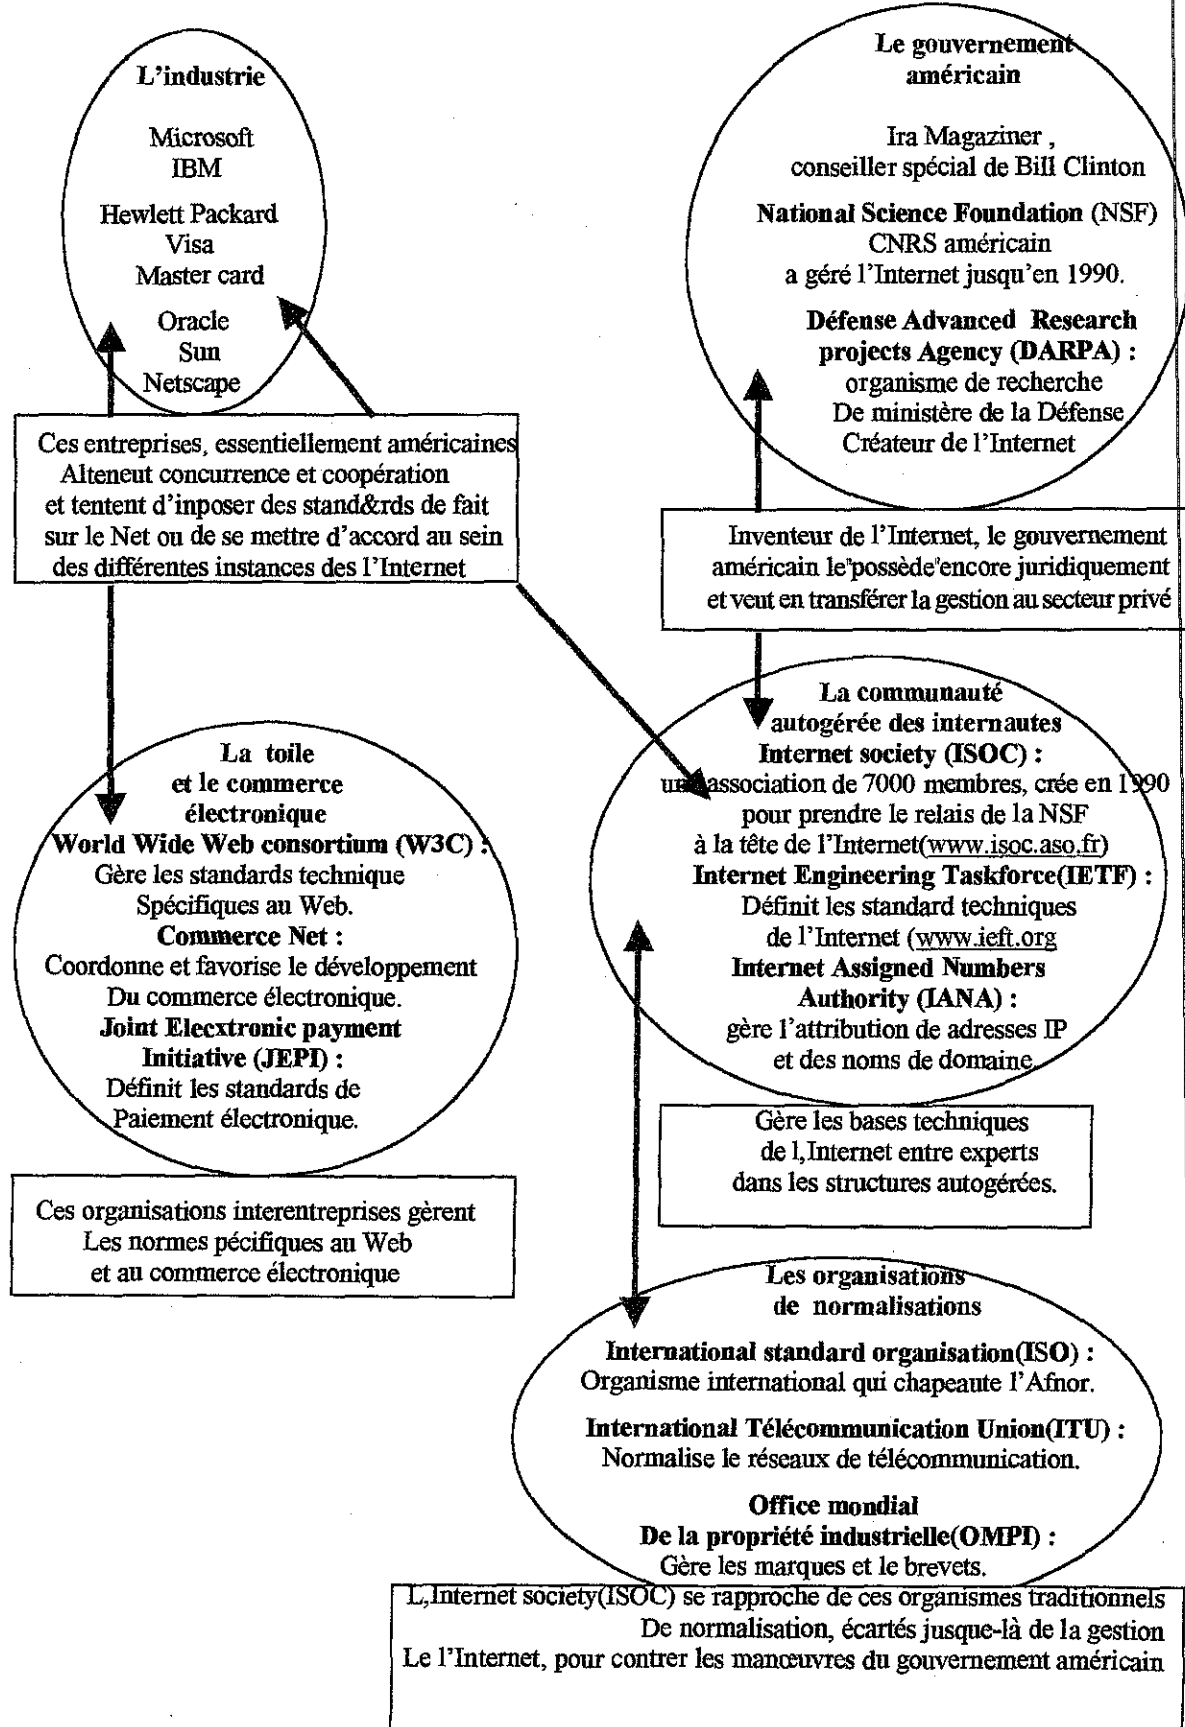 L'industrie
Microsoft
IBM
Hewlett Packard
Visa
Master card
Oracle
Sun
Netscape
Ces entreprises, essentiellement américaines
Alteneut concurrence et coopération
et tentent d'inposer des stand&rds de fait
sur le Net ou de se mettre d'accord au sein
des différentes instances des l'Internet
Le gouvernement
américain
Ira Magaziner ,
conseiller spécial de Bill Clinton
National Science Foundation (NSF)
CNRS américain
a géré l'Internet jusqu'en 1990.
Défense Advanced Research
projects Agency (DARPA) :
organisme de recherche
De ministère de la Défense
Créateur de l'Internet
Inventeur de l'Internet, le gouvernement
américain le"possède"encore juridiquement
et veut en transférer la gestion au secteur privé
La toile
et le commerce
électronique
World Wide Web consortium (W3C) :
Gère les standards technique
Spécifiques au Web.
Commerce Net :
Coordonne et favorise le développement
Du commerce électronique.
Joint Elecxtronic payment
Initiative (JEPI) :
Définit les standards de
Paiement électronique.
Ces organisations interentreprises gèrent
Les normes pécifiques au Web
et au commerce électronique
La communauté
autogérée des internautes
Internet society (ISOC) :
association de 7000 membres, crée en 1990
pour prendre le relais de la NSF
à la tête de l'Internet(www.isoc.aso.fr)
Internet Engineering Taskforce(IETF) :
Définit les standard techniques
de l'Internet (www.ieft.org
Internet Assigned Numbers
Authority (IANA) :
gère l'attribution de adresses IP
et des noms de domaine
Gère les bases techniques
de l,Internet entre experts
dans les structures autogérées.
Les organisations
de normalisations
International standard organisation(ISO) :
Organisme international qui chapeaute l'Afnor.
International Télécommunication Union(ITU) :
Normalise le réseaux de télécommunication.
Office mondial
De la propriété industrielle(OMPI) :
Gère les marques et le brevets.
L,Internet society(ISOC) se rapproche de ces organismes traditionnels
De normalisation, écartés jusque-là de la gestion
Le l'Internet, pour contrer les manœuvres du gouvernement américain